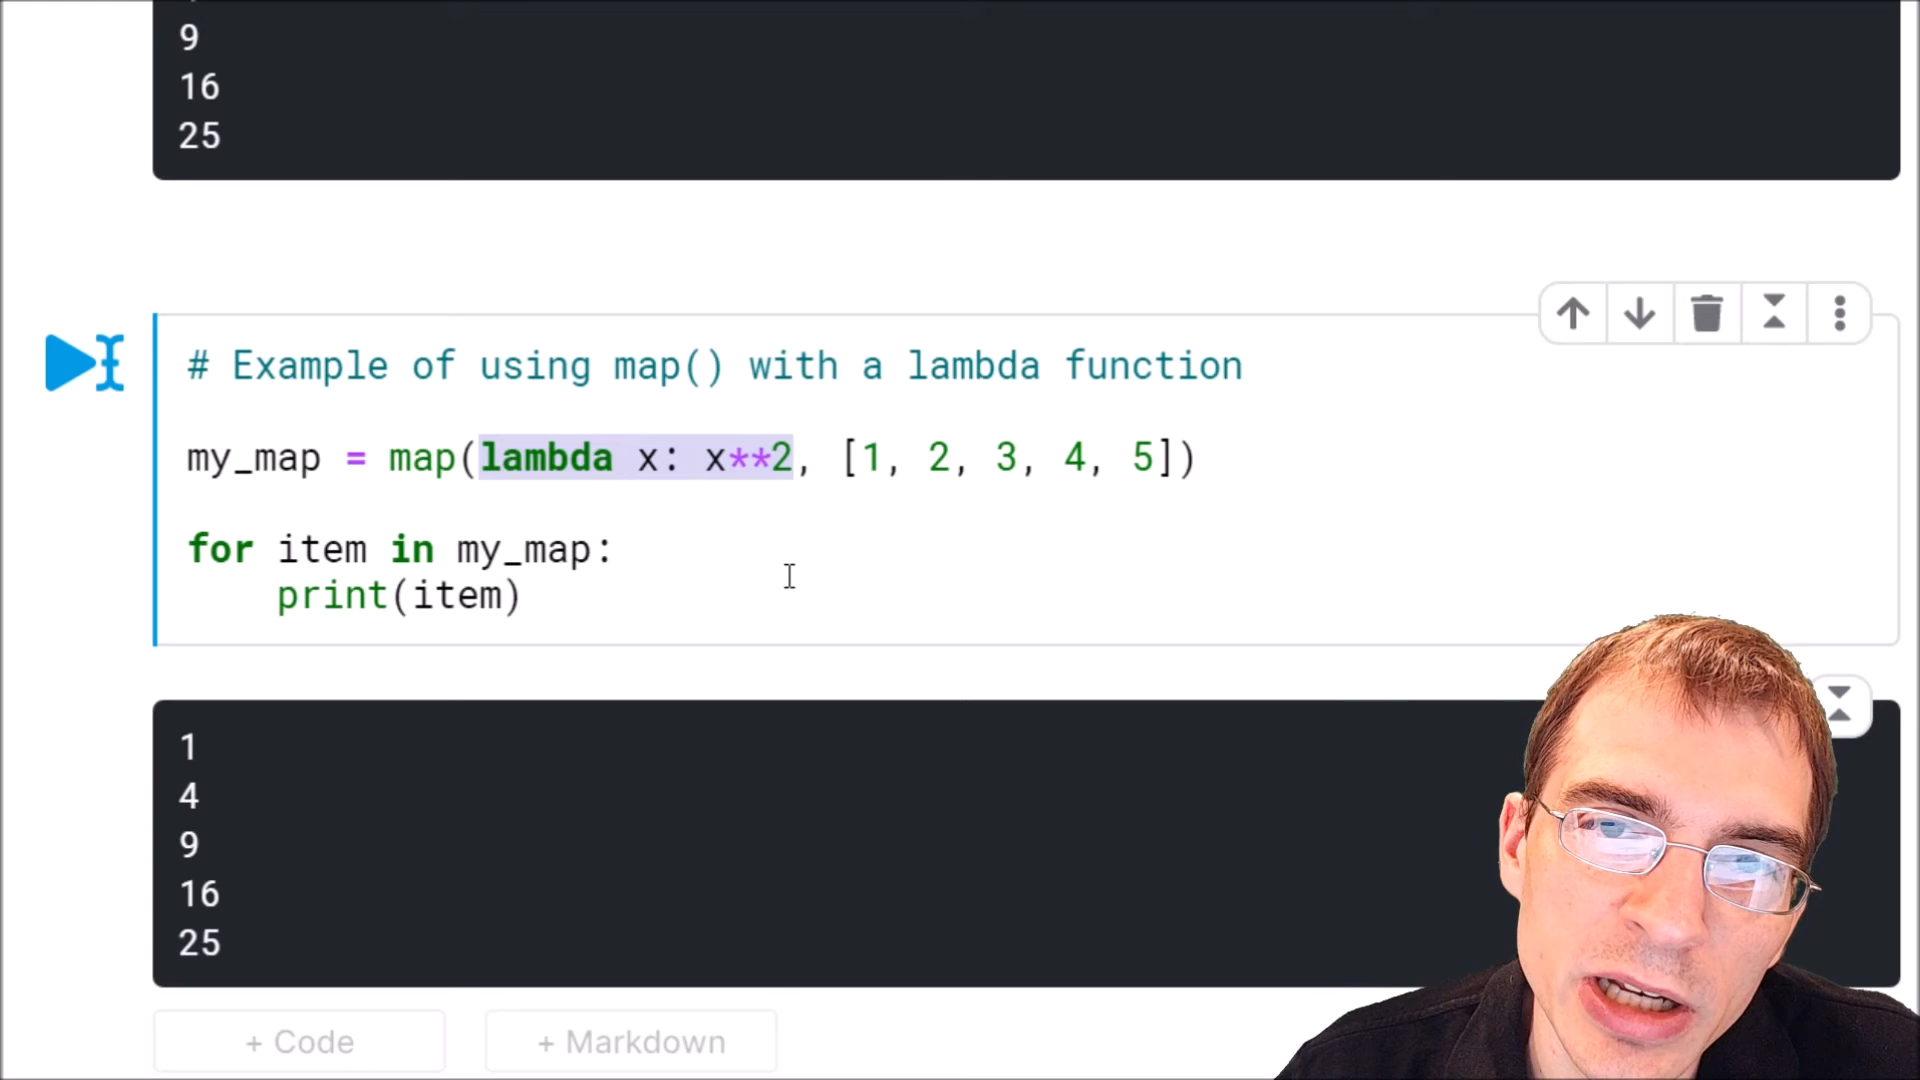 9
16
25
# Example of using map() with a lambda function
my_map = map(lambda x: x**2, [1, 2, 3, 4, 5])
for item in my_map:
    print(item)
1
4
9
16
25
+ Code
+ Markdown